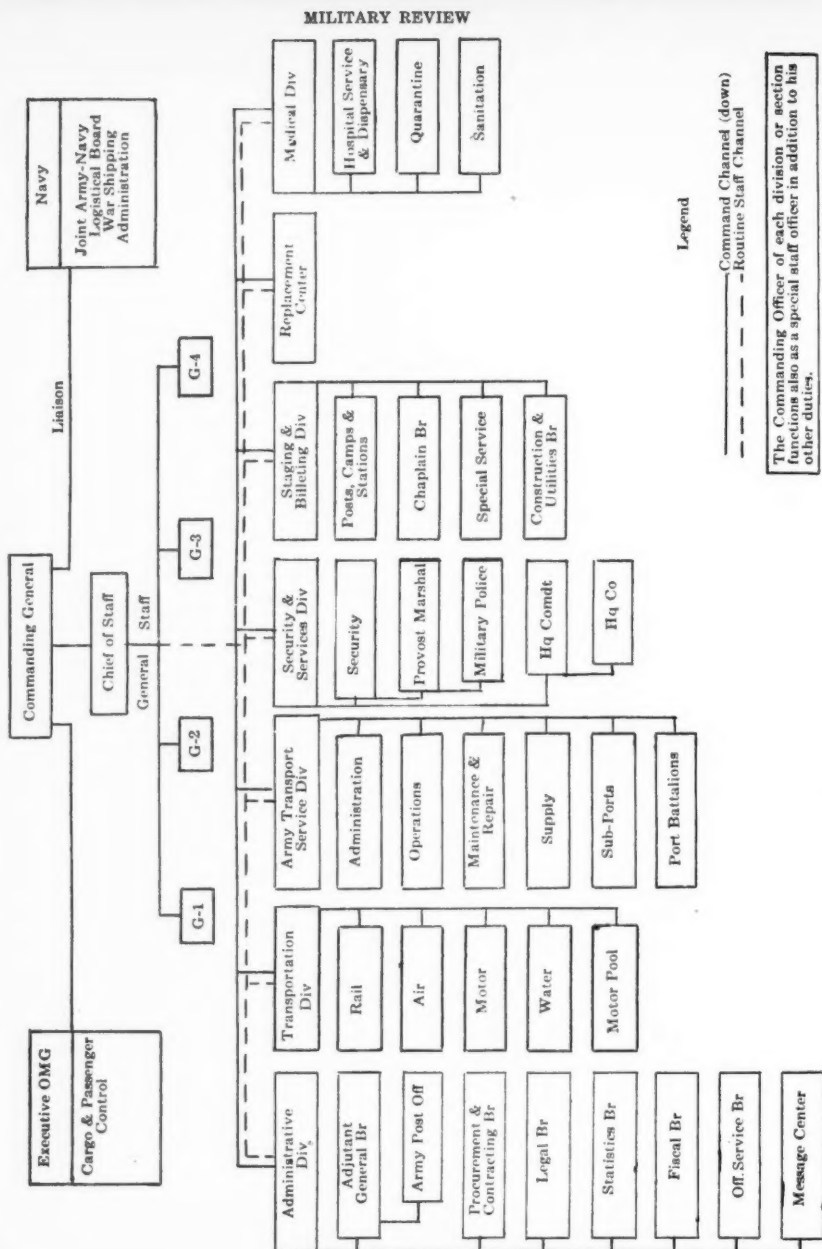 MILITARY REVIEW
Executive OMG
Cargo & Passenger
Control
Commanding General
Chief of Staff
General Staff
Liaison
Navy
Joint Army-Navy
Logistical Board
War Shipping
Administration
G-1
G-2
G-3
G-4
Administrative
Div.
Adjutant
General Br
Army Post Off
Procurement &
Contracting Br
Legal Br
Statistics Br
Fiscal Br
Off. Service Br
Message Center
Transportation
Div
Rail
Air
Motor
Water
Motor Pool
Army Transport
Service Div
Administration
Operations
Maintenance &
Repair
Supply
Sub-Ports
Port Battalions
Security &
Services Div
Security
Provost Marshal
Military Police
Hq Comdt
Hq Co
Staging &
Billeting Div
Posts, Camps &
Stations
Chaplain Br
Special Service
Construction &
Utilities Br
Replacement
Center
Medical Div
Hospital Service
& Dispensary
Quarantine
Sanitation
Legend
Command Channel (down)
Routine Staff Channel
The Commanding Officer of each division or section
functions also as a special staff officer in addition to his
other duties.